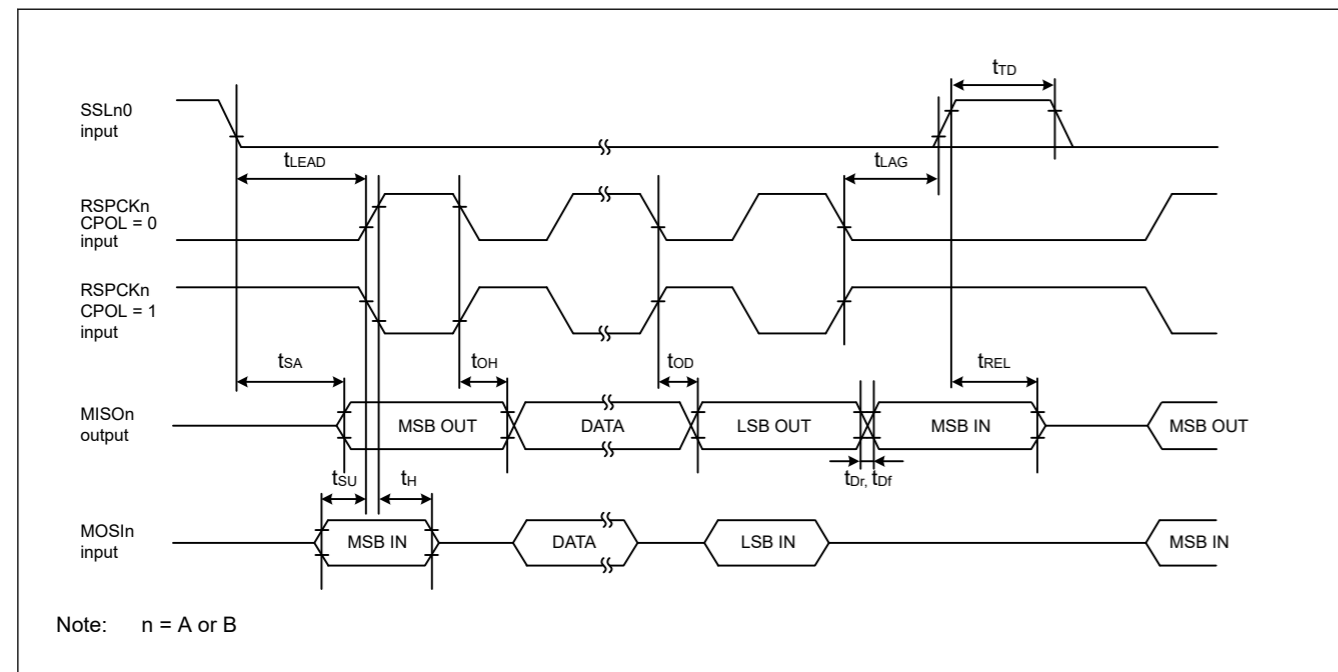 tTD
SSLn0
input
tLEAD
tLAG
RSPCKn
CPOL = 0
input
RSPCKn
CPOL = 1
input
tSA
tOH
tOD
tREL
MISOn
output
MSB OUT
DATA
LSB OUT
MSB IN
MSB OUT
tSU
tH
tDr, tDf
MOSIn
input
MSB IN
DATA
LSB IN
MSB IN
Note: n = A or B